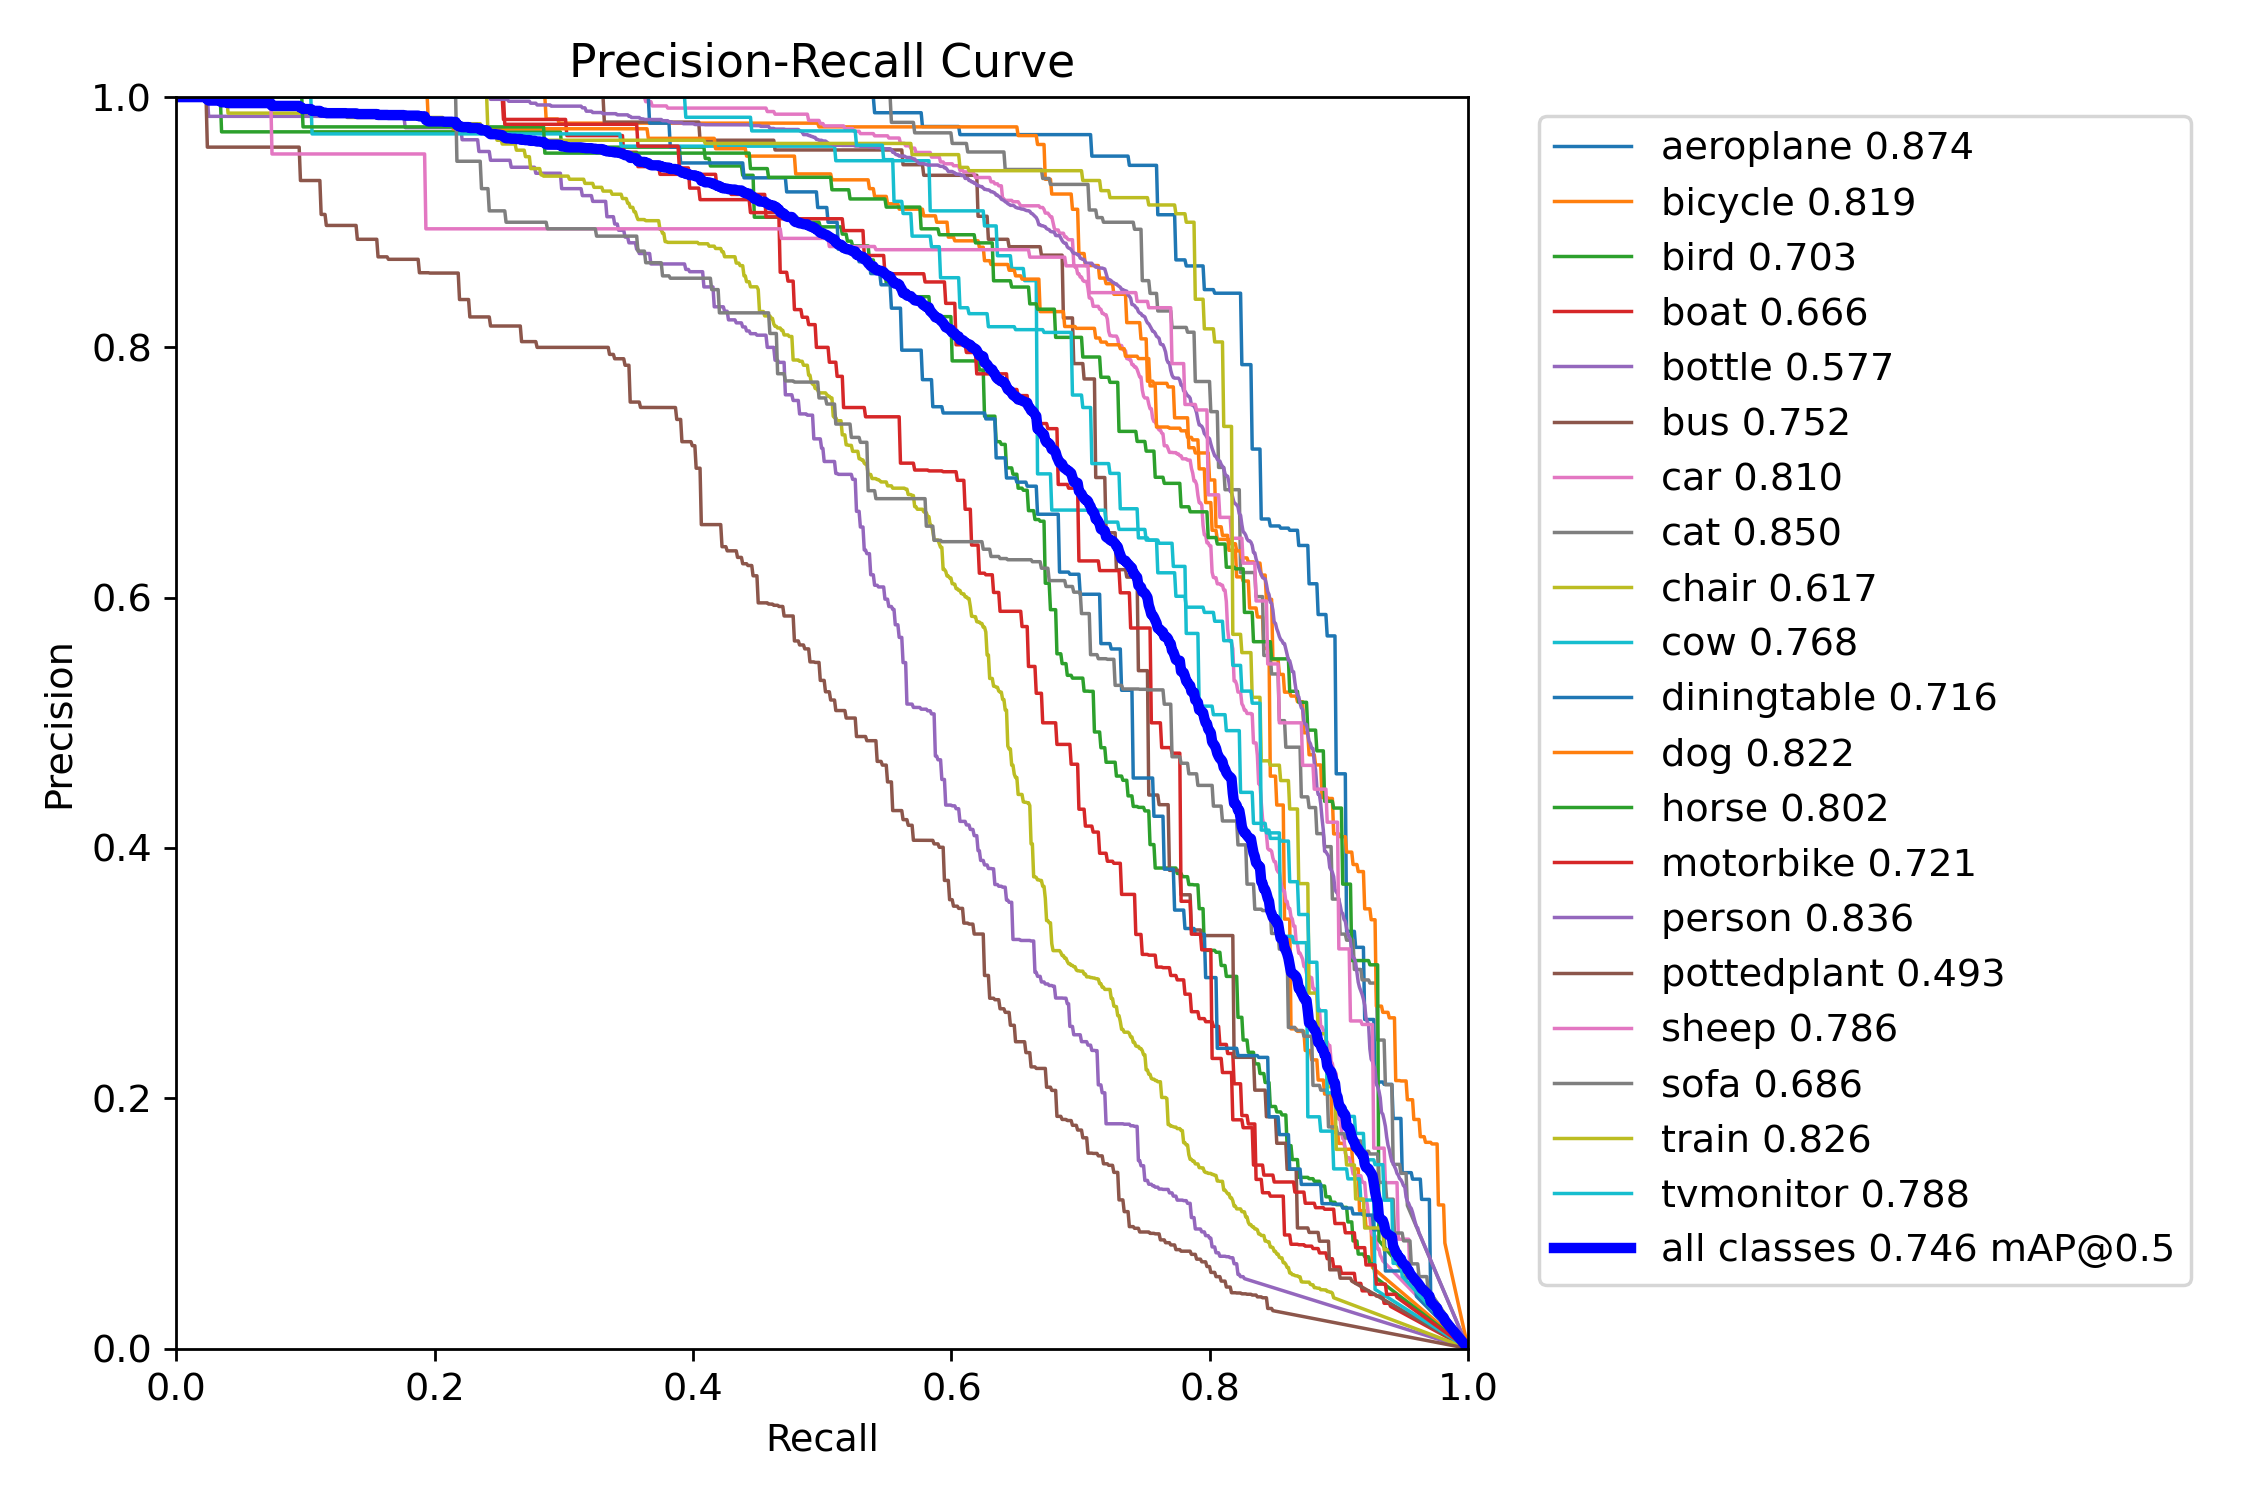 Precision-Recall Curve
1.0
0.8
0.6
0.4
0.2
0.0
Precision
0.0 0.2 0.4 0.6 0.8 1.0
Recall
aeroplane 0.874
bicycle 0.819
bird 0.703
boat 0.666
bottle 0.577
bus 0.752
car 0.810
cat 0.850
chair 0.617
cow 0.768
diningtable 0.716
dog 0.822
horse 0.802
motorbike 0.721
person 0.836
pottedplant 0.493
sheep 0.786
sofa 0.686
train 0.826
tvmonitor 0.788
all classes 0.746 mAP@0.5